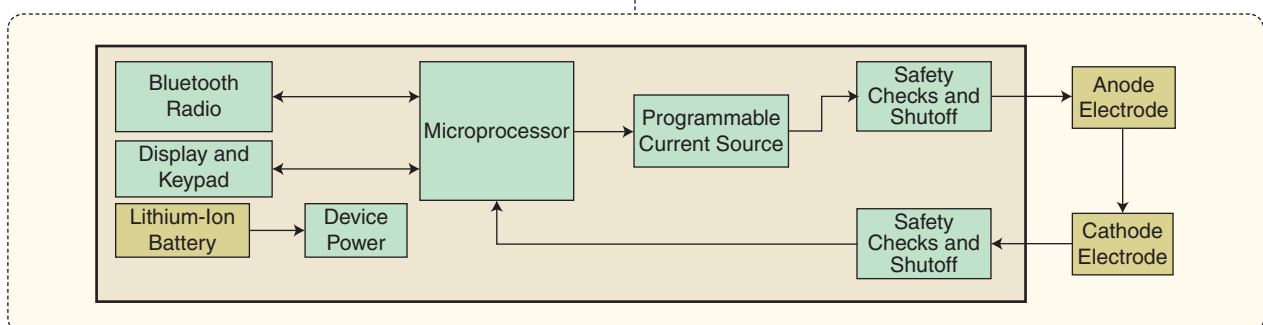 Bluetooth
Radio
Display and
Keypad
Lithium-Ion
Battery
Device
Power
Microprocessor
Programmable
Current Source
Safety
Checks and
Shutoff
Anode
Electrode
Safety
Checks and
Shutoff
Cathode
Electrode